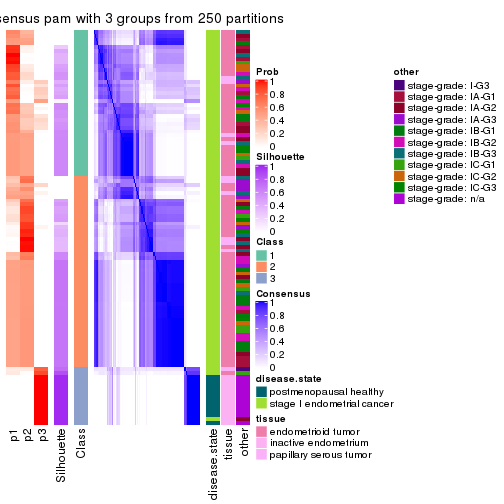 sensus pam with 3 groups from 250 partitions
Prob
1
0.8
0.6
0.4
0.2
0
Silhouette
1
0.8
0.6
0.4
0.2
0
Class
1
2
3
Consensus
1
0.8
0.6
0.4
0.2
0
disease.state
postmenopausal healthy
stage I endometrial cancer
tissue
endometrioid tumor
inactive endometrium
papillary serous tumor
other
stage-grade: I-G3
stage-grade: IA-G1
stage-grade: IA-G2
stage-grade: IA-G3
stage-grade: IB-G1
stage-grade: IB-G2
stage-grade: IB-G3
stage-grade: IC-G1
stage-grade: IC-G2
stage-grade: IC-G3
stage-grade: n/a
p1
p2
p3
Silhouette
Class
disease.state
tissue
other